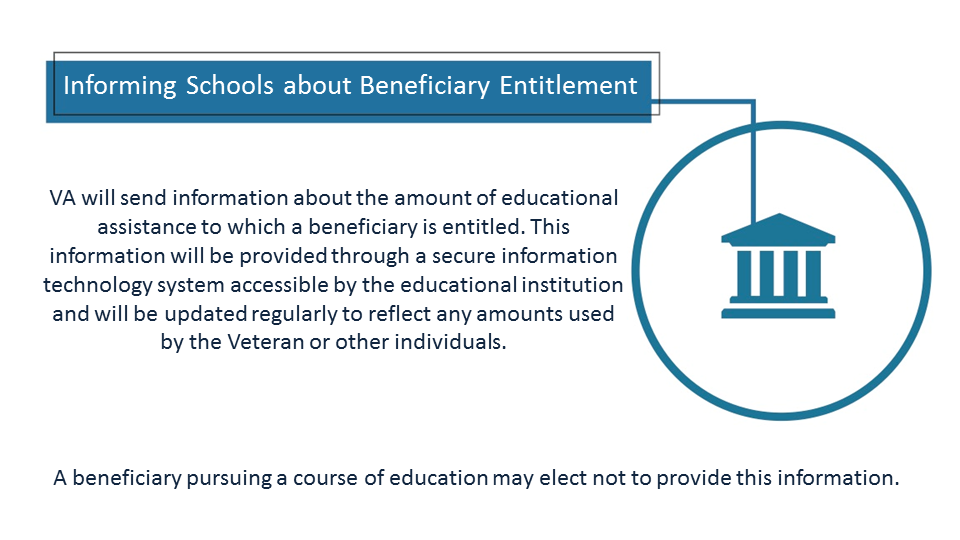 Informing Schools about Beneficiary Entitlement
VA will send information about the amount of educational
assistance to which a beneficiary is entitled. This
information will be provided through a secure information
technology system accessible by the educational institution
and will be updated regularly to reflect any amounts used
by the Veteran or other individuals.
A beneficiary pursuing a course of education may elect not to provide this information.